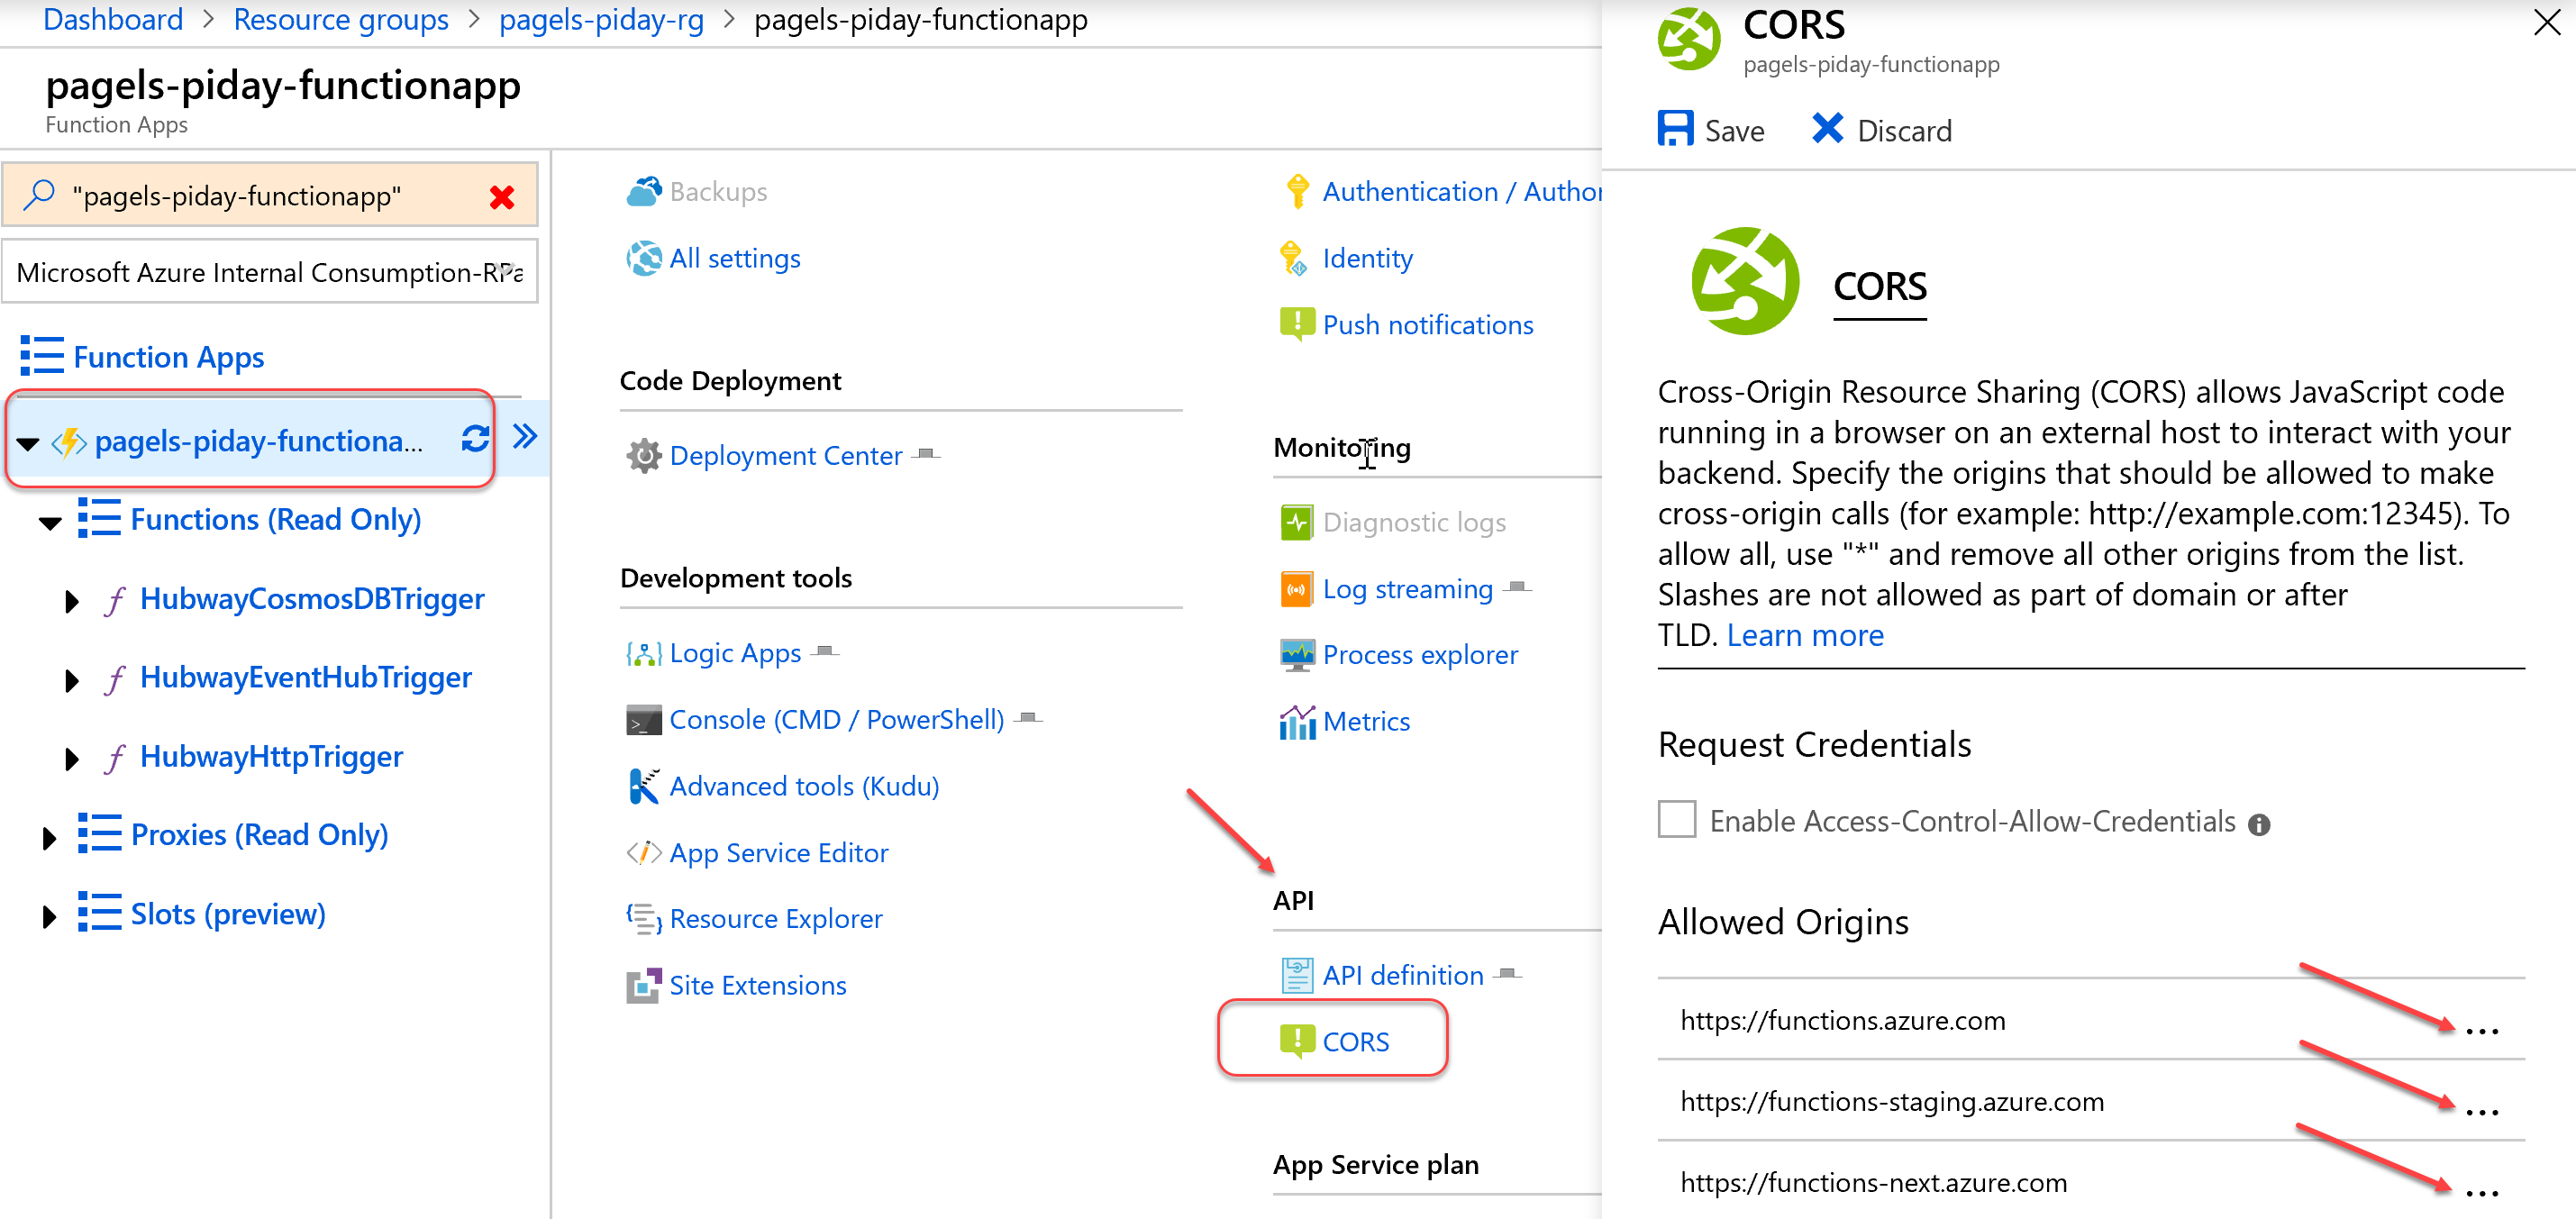 Dashboard > Resource groups > pagels-piday-rg > pagels-piday-functionapp
pagels-piday-functionapp
Function Apps
"pagels-piday-functionapp"
Microsoft Azure Internal Consumption-RPa
Function Apps
pagels-piday-functiona...
Functions (Read Only)
HubwayCosmosDBTrigger
HubwayEventHubTrigger
HubwayHttpTrigger
Proxies (Read Only)
Slots (preview)
Backups
All settings
Code Deployment
Deployment Center
Development tools
Logic Apps
Console (CMD / PowerShell)
Advanced tools (Kudu)
App Service Editor
Resource Explorer
Site Extensions
Authentication / Author
Identity
Push notifications
Monitoring
Diagnostic logs
Log streaming
Process explorer
Metrics
API
API definition
CORS
App Service plan
CORS
pagels-piday-functionapp
Save
Discard
CORS
Cross-Origin Resource Sharing (CORS) allows JavaScript code
running in a browser on an external host to interact with your
backend. Specify the origins that should be allowed to make
cross-origin calls (for example: http://example.com:12345). To
allow all, use "*" and remove all other origins from the list.
Slashes are not allowed as part of domain or after
TLD. Learn more
Request Credentials
Enable Access-Control-Allow-Credentials
Allowed Origins
https://functions.azure.com ...
https://functions-staging.azure.com ...
https://functions-next.azure.com ...